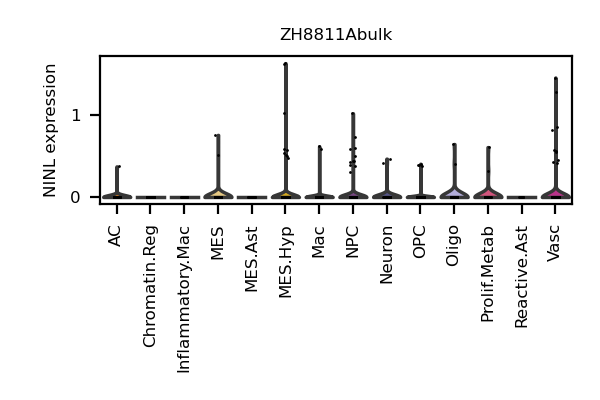 ZH8811Abulk
NINL expression
1
0
AC
Chromatin.Reg
Inflammatory.Mac
MES
MES.Ast
MES.Hyp
Mac
NPC
Neuron
OPC
Oligo
Prolif.Metab
Reactive.Ast
Vasc